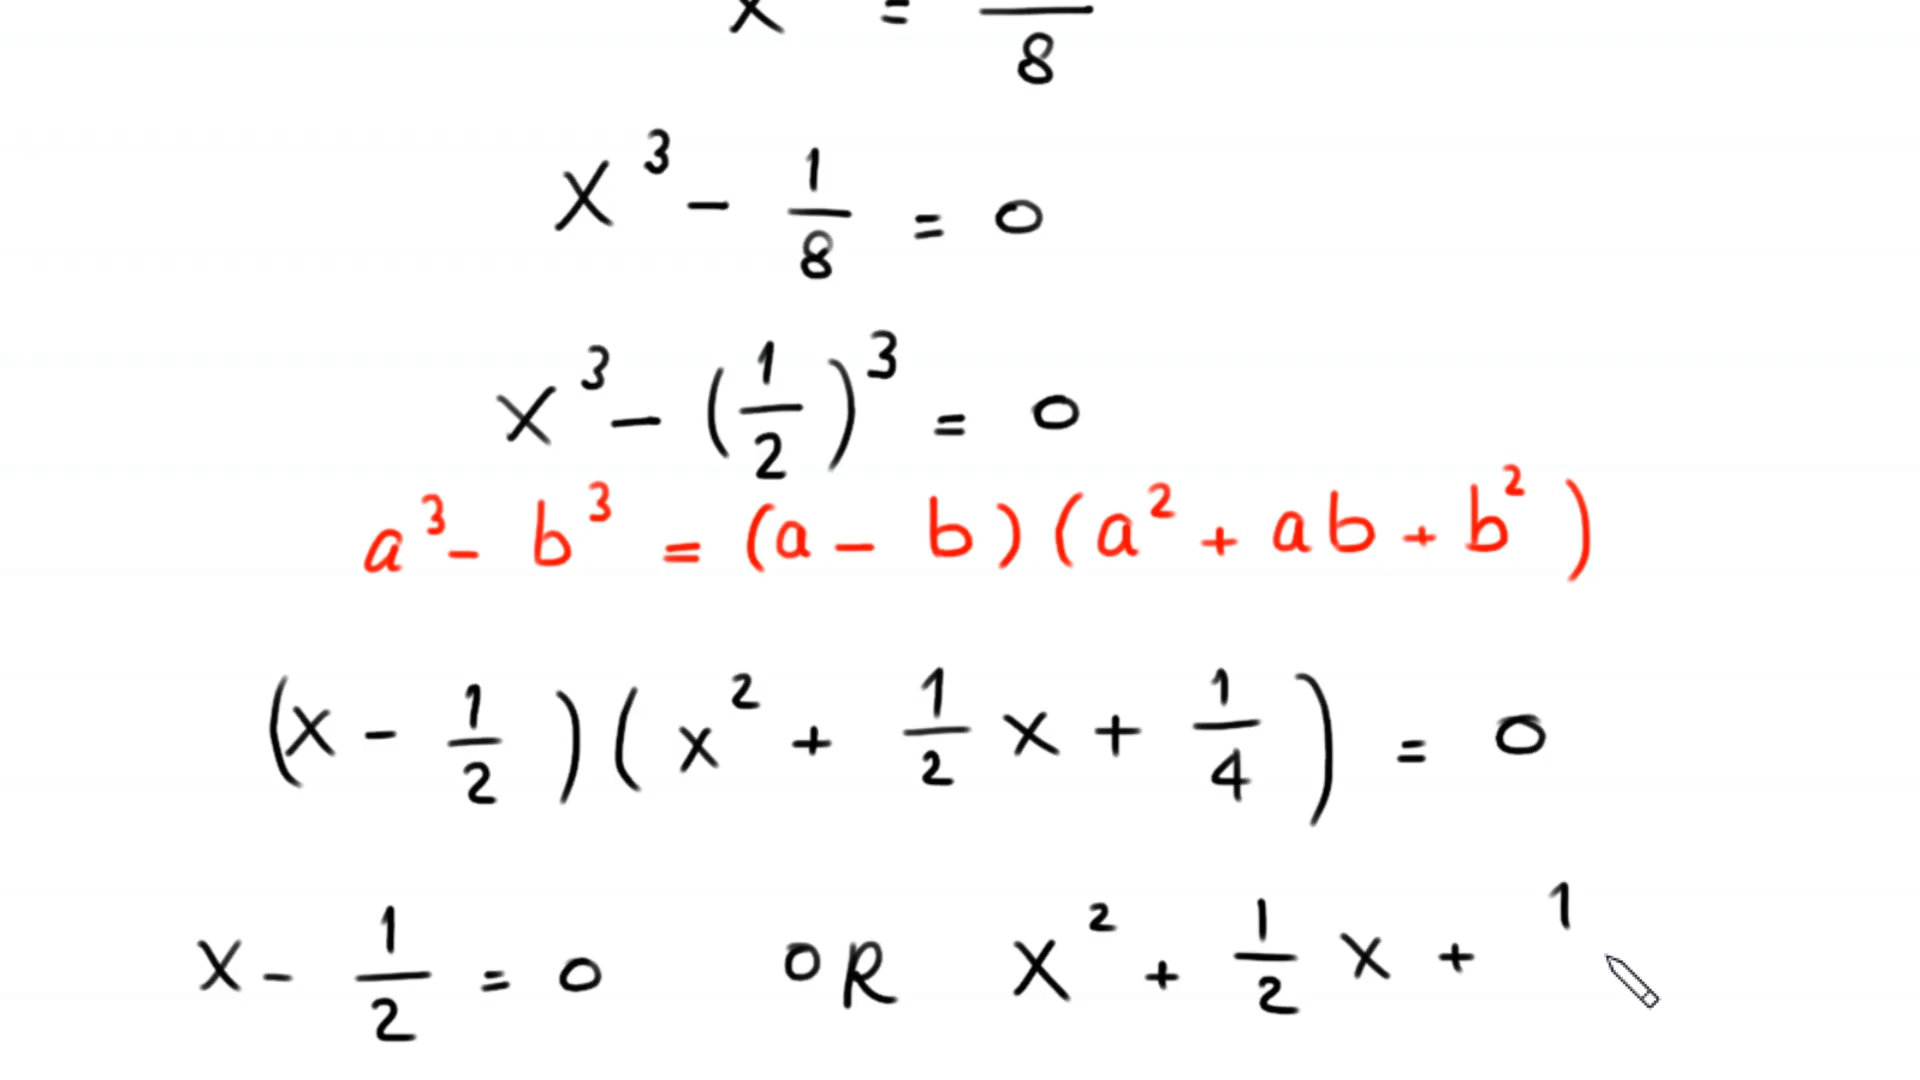 x = — 8
x³ - 1/8 = 0
x³ - (1/2)³ = 0
a³ - b³ = (a - b)(a² + ab + b²)
(x - 1/2)(x² + 1/2 x + 1/4) = 0
x - 1/2 = 0 OR x² + 1/2 x + 1